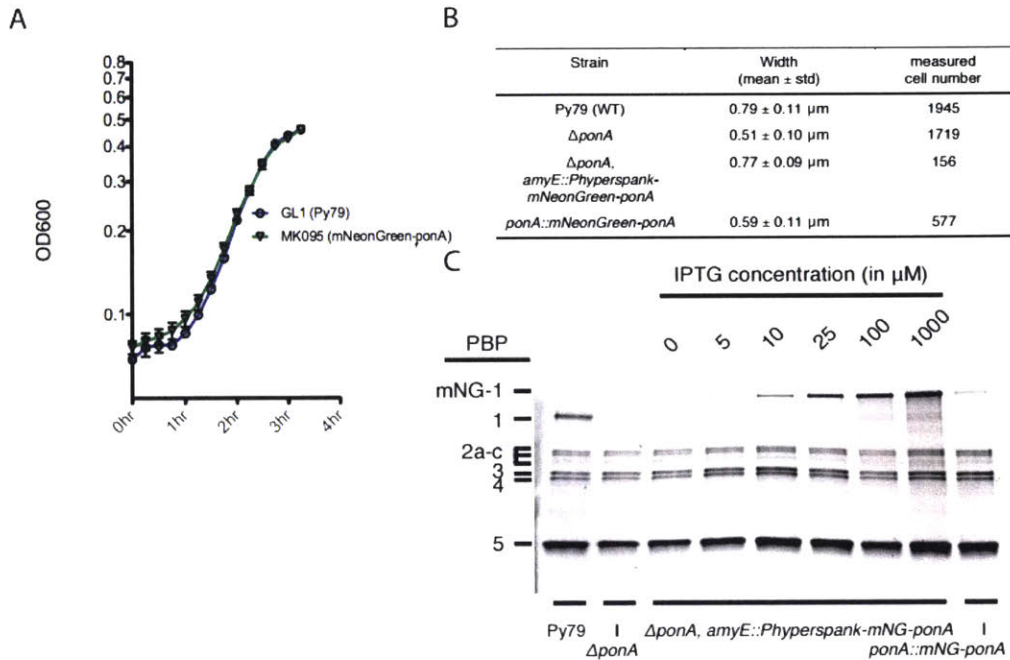 A
0.8
0.7
0.6
0.5
0.4
0.3
0.2
0.1
OD600
GL1 (Py79)
MK095 (mNeonGreen-ponA)
0hr
1hr
2hr
3hr
4hr
B
Strain Width (mean ± std) measured cell number
Py79 (WT) 0.79 ± 0.11 µm 1945
ΔponA 0.51 ± 0.10 µm 1719
ΔponA, 0.77 ± 0.09 µm 156
amyE::Phyperspank-
mNeonGreen-ponA
ponA::mNeonGreen-ponA 0.59 ± 0.11 µm 577
C
IPTG concentration (in µM)
0 5 10 25 100 1000
PBP
mNG-1
1
2a-c
3
4
5
Py79 ΔponA, amyE::Phyperspank-mNG-ponA
ΔponA ponA::mNG-ponA